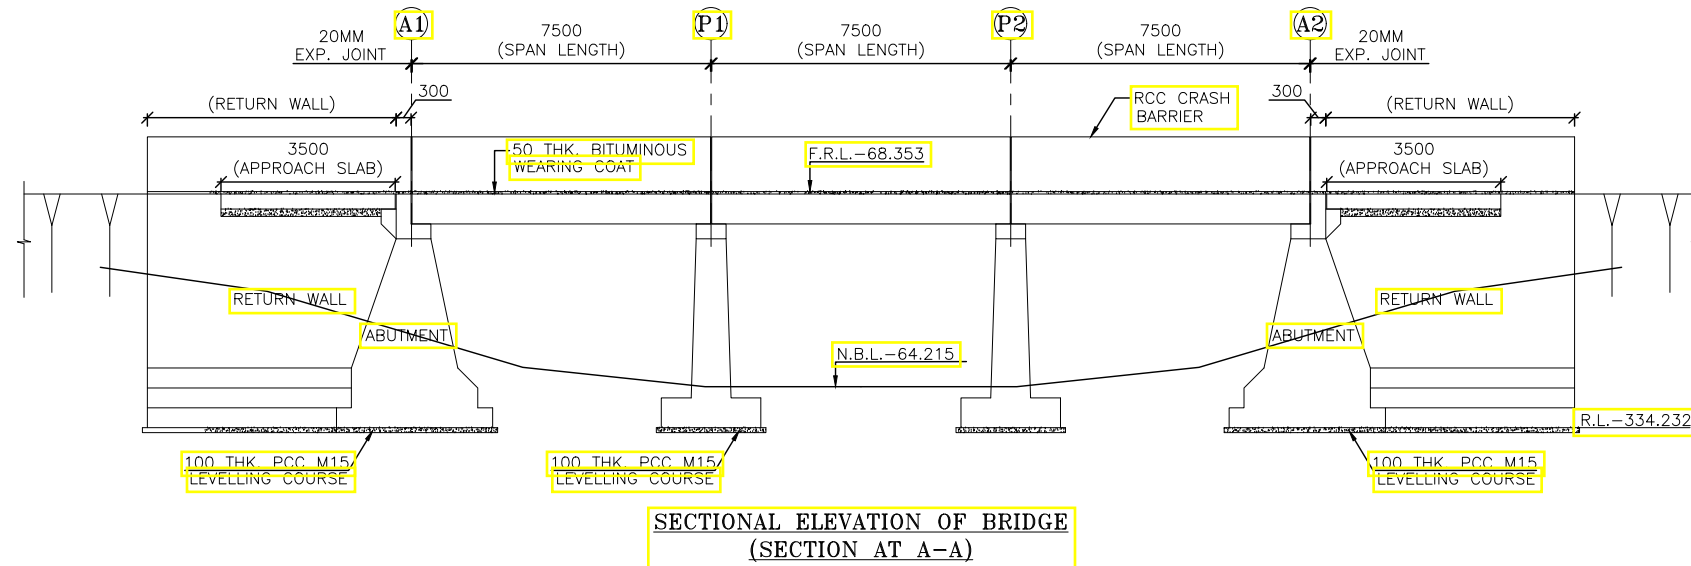 A1 P1 P2 A2
20MM 7500 7500 7500 20MM
EXP. JOINT (SPAN LENGTH) (SPAN LENGTH) (SPAN LENGTH) EXP. JOINT
(RETURN WALL) 300 RCC CRASH 300 (RETURN WALL)
BARRIER
3500 50 THK. BITUMINOUS F.R.L.-68.353 3500
(APPROACH SLAB) WEARING COAT (APPROACH SLAB)
RETURN WALL RETURN WALL
ABUTMENT ABUTMENT
N.B.L.-64.215
R.L.-334.232
100 THK. PCC M15 100 THK. PCC M15 100 THK. PCC M15
LEVELLING COURSE LEVELLING COURSE LEVELLING COURSE
SECTIONAL ELEVATION OF BRIDGE
(SECTION AT A-A)